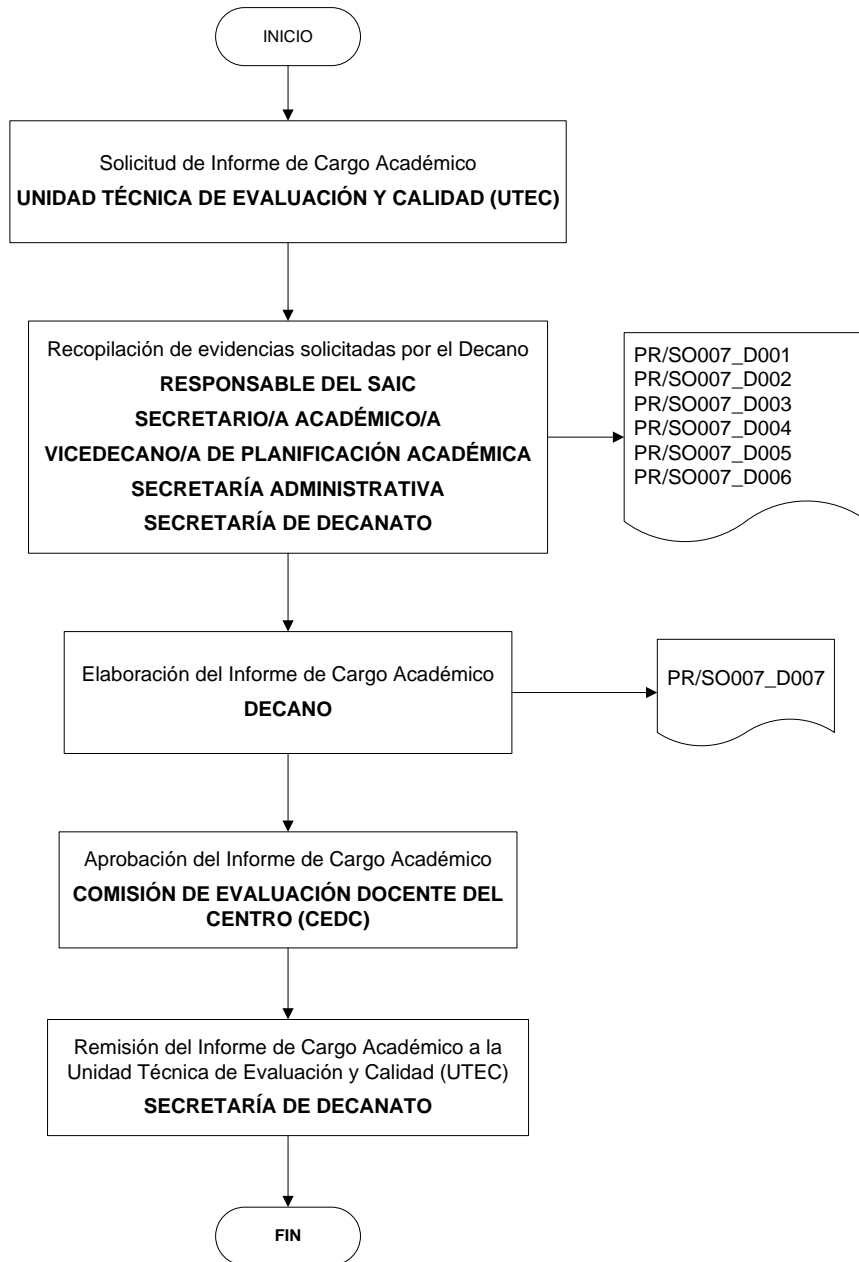 INICIO
Solicitud de Informe de Cargo Académico
UNIDAD TÉCNICA DE EVALUACIÓN Y CALIDAD (UTEC)
Recopilación de evidencias solicitadas por el Decano
RESPONSABLE DEL SAIC
SECRETARIO/A ACADÉMICO/A
VICEDECANO/A DE PLANIFICACIÓN ACADÉMICA
SECRETARÍA ADMINISTRATIVA
SECRETARÍA DE DECANATO
PR/SO007_D001
PR/SO007_D002
PR/SO007_D003
PR/SO007_D004
PR/SO007_D005
PR/SO007_D006
Elaboración del Informe de Cargo Académico
DECANO
PR/SO007_D007
Aprobación del Informe de Cargo Académico
COMISIÓN DE EVALUACIÓN DOCENTE DEL
CENTRO (CEDC)
Remisión del Informe de Cargo Académico a la
Unidad Técnica de Evaluación y Calidad (UTEC)
SECRETARÍA DE DECANATO
FIN